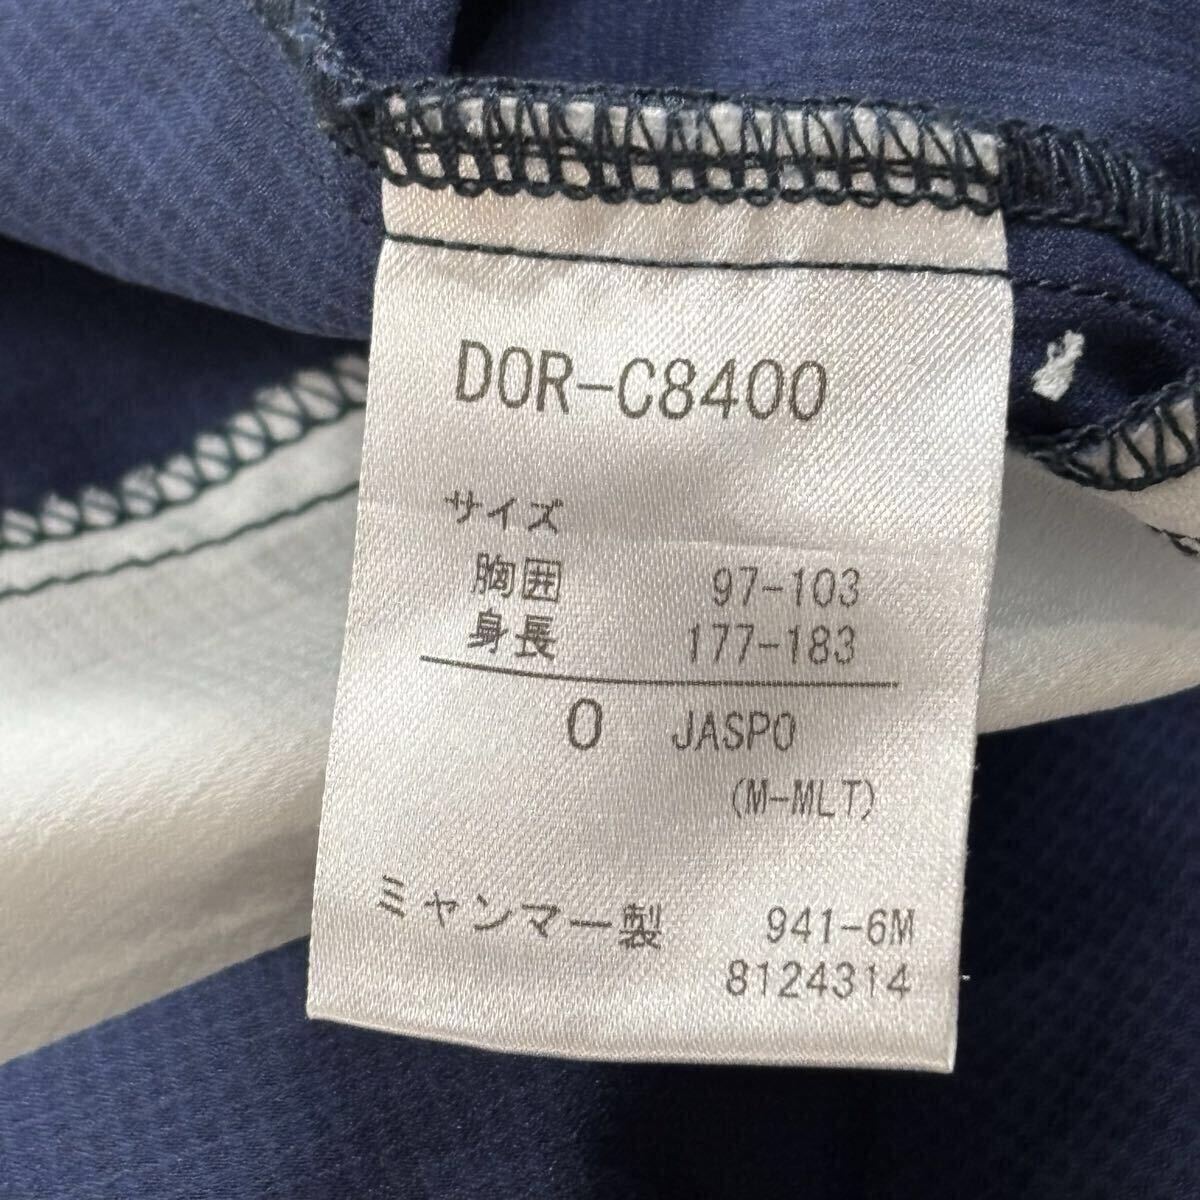 DOR-C8400
サイズ
胸囲 97-103
身長 177-183
O JASPO
(M-MLT)
ミャンマー製 941-6M
8124314